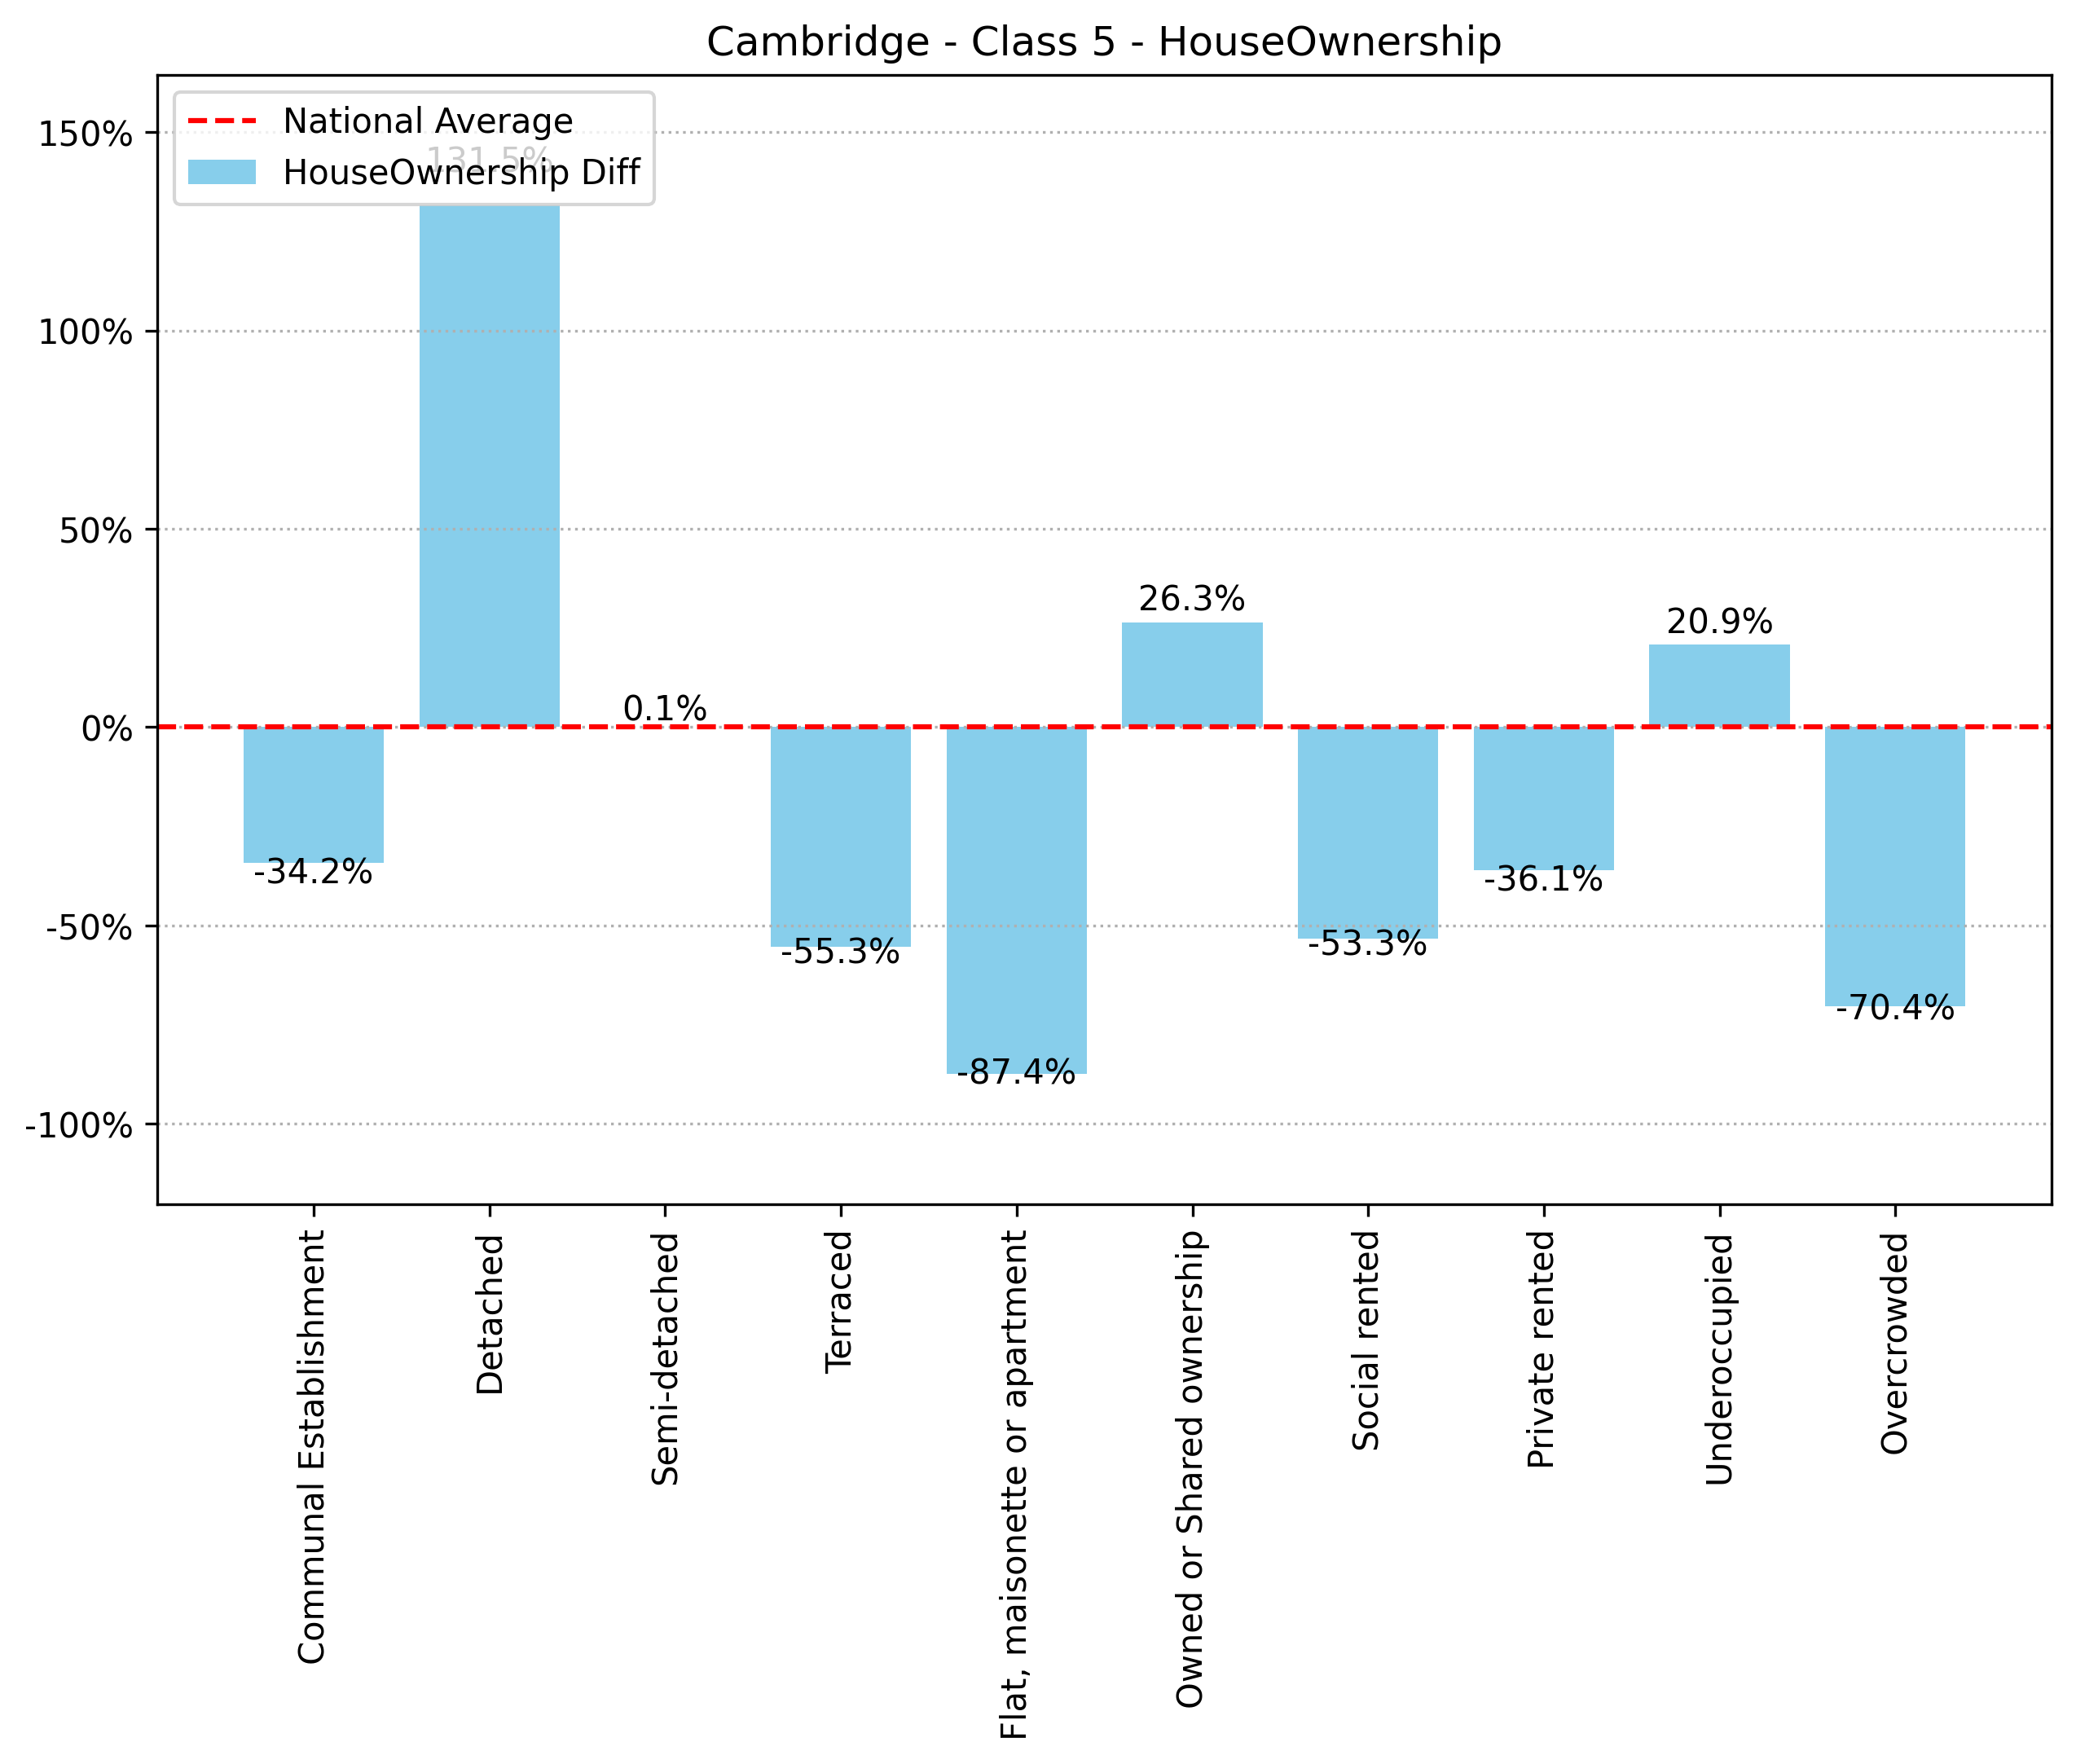 Cambridge - Class 5 - HouseOwnership
National Average
HouseOwnership Diff
150%
100%
50%
0%
-50%
-100%
-34.2%
131.5%
0.1%
-55.3%
-87.4%
26.3%
-53.3%
-36.1%
20.9%
-70.4%
Communal Establishment
Detached
Semi-detached
Terraced
Flat, maisonette or apartment
Owned or Shared ownership
Social rented
Private rented
Underoccupied
Overcrowded